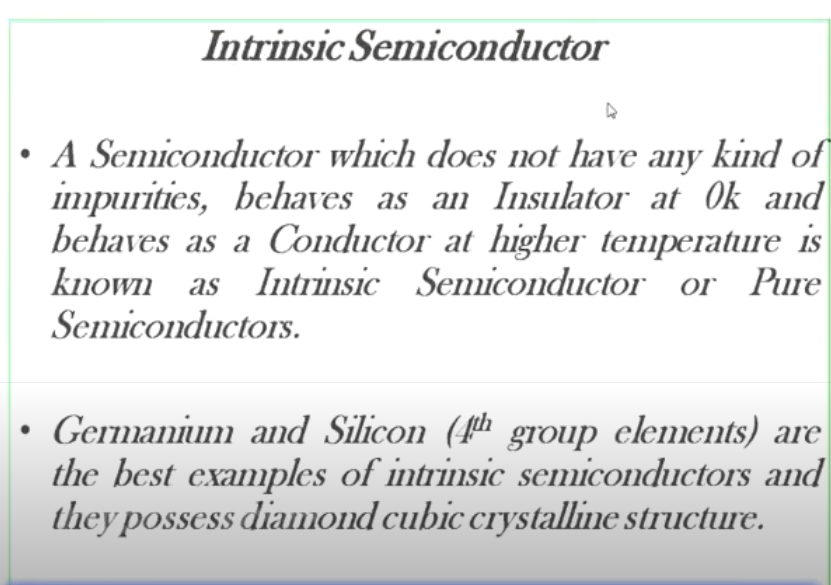 Intrinsic Semiconductor
• A Semiconductor which does not have any kind of
impurities, behaves as an Insulator at 0k and
behaves as a Conductor at higher temperature is
known as Intrinsic Semiconductor or Pure
Semiconductors.
• Germanium and Silicon (4th group elements) are
the best examples of intrinsic semiconductors and
they possess diamond cubic crystalline structure.